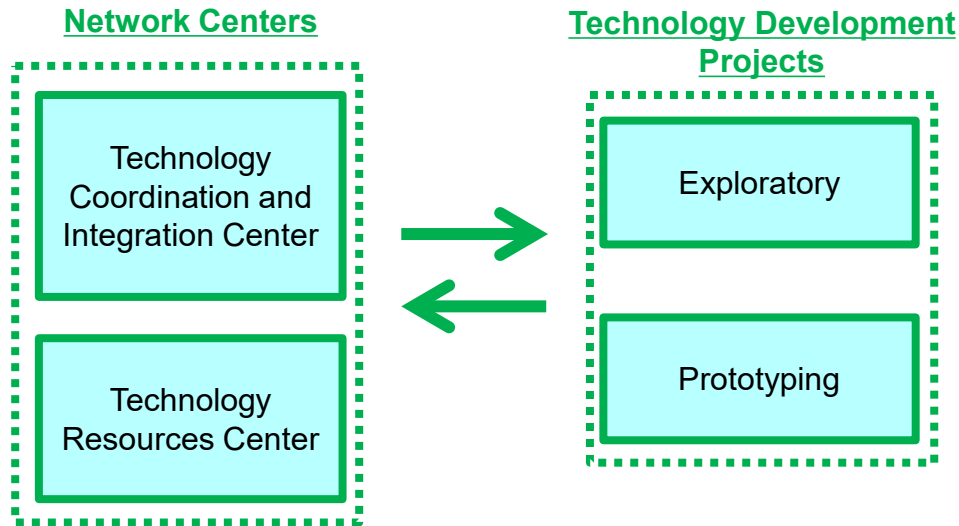 Network Centers
Technology
Coordination and
Integration Center
Technology
Resources Center
Technology Development
Projects
Exploratory
Prototyping